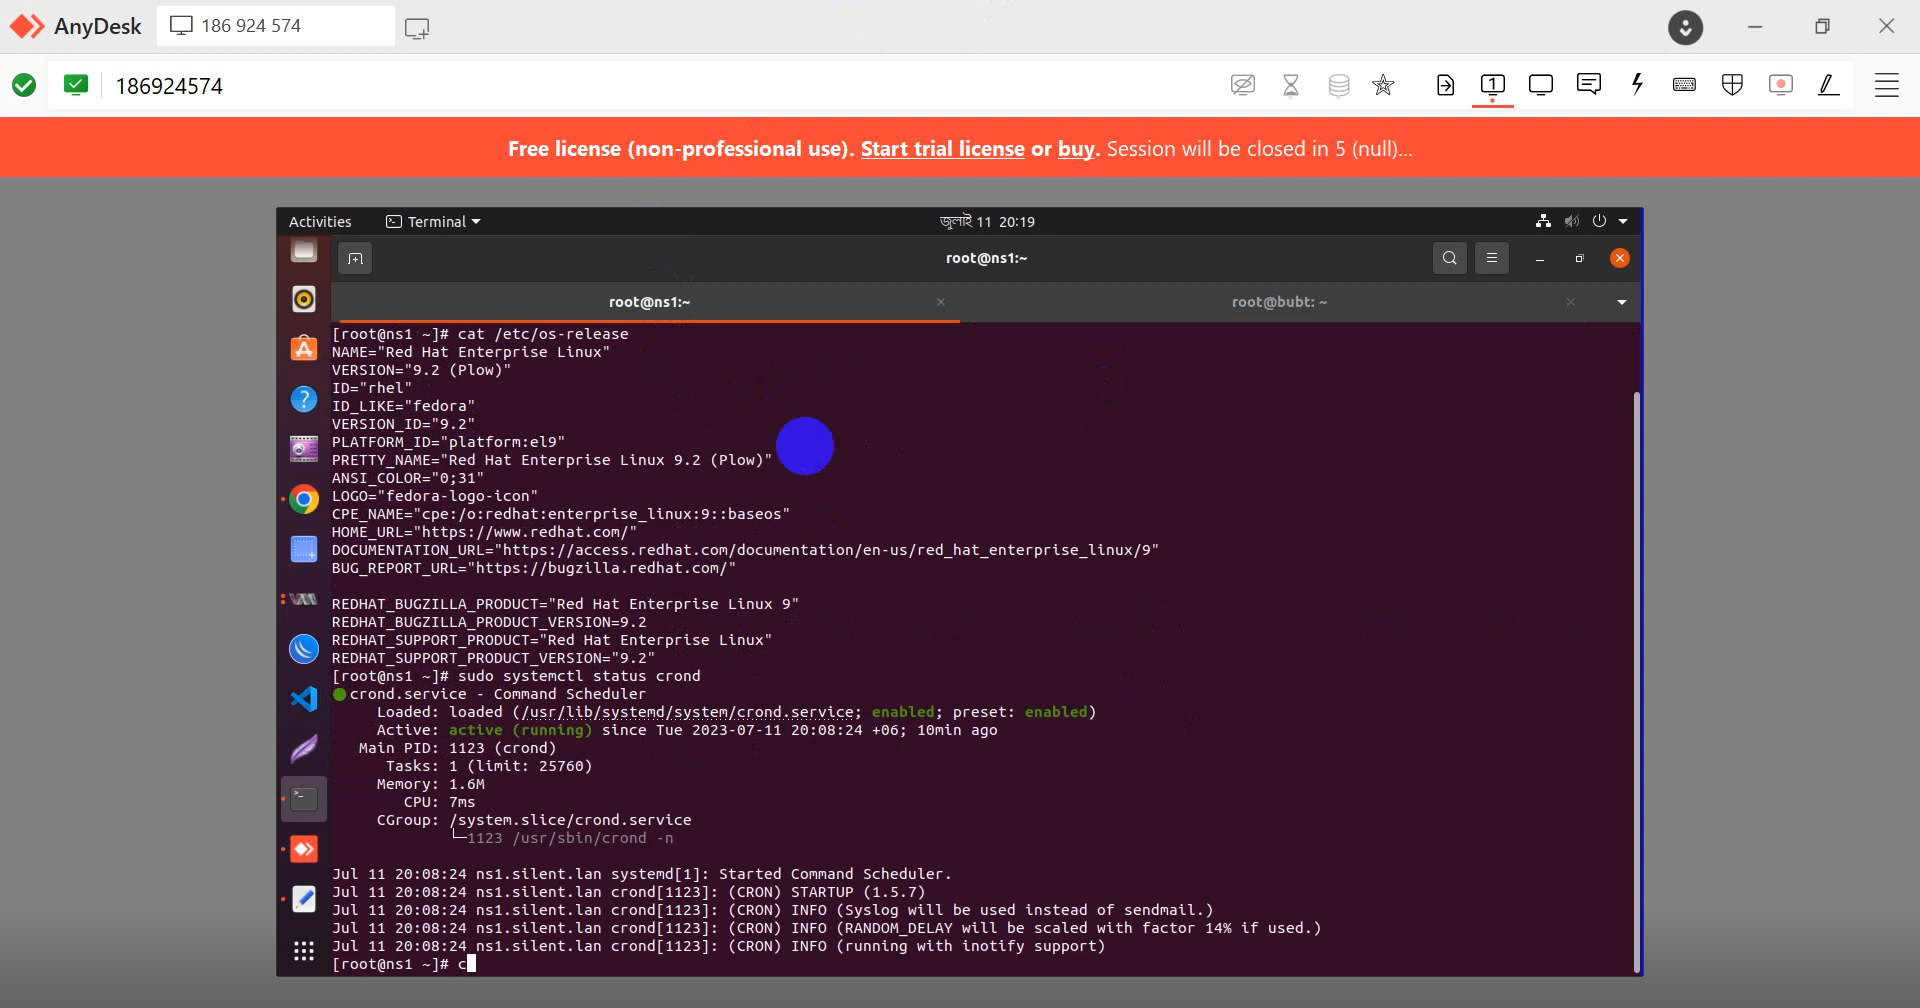 AnyDesk
186 924 574
186924574
1
Free license (non-professional use). Start trial license or buy. Session will be closed in 5 (null)...
Activities
Terminal
জুলাই 11 20:19
root@ns1:~
root@ns1:~
root@bubt: ~
[root@ns1 ~]# cat /etc/os-release
NAME="Red Hat Enterprise Linux"
VERSION="9.2 (Plow)"
ID="rhel"
ID_LIKE="fedora"
VERSION_ID="9.2"
PLATFORM_ID="platform:el9"
PRETTY_NAME="Red Hat Enterprise Linux 9.2 (Plow)"
ANSI_COLOR="0;31"
LOGO="fedora-logo-icon"
CPE_NAME="cpe:/o:redhat:enterprise_linux:9::baseos"
HOME_URL="https://www.redhat.com/"
DOCUMENTATION_URL="https://access.redhat.com/documentation/en-us/red_hat_enterprise_linux/9"
BUG_REPORT_URL="https://bugzilla.redhat.com/"
REDHAT_BUGZILLA_PRODUCT="Red Hat Enterprise Linux 9"
REDHAT_BUGZILLA_PRODUCT_VERSION=9.2
REDHAT_SUPPORT_PRODUCT="Red Hat Enterprise Linux"
REDHAT_SUPPORT_PRODUCT_VERSION="9.2"
[root@ns1 ~]# sudo systemctl status crond
crond.service - Command Scheduler
Loaded: loaded (/usr/lib/systemd/system/crond.service; enabled; preset: enabled)
Active: active (running) since Tue 2023-07-11 20:08:24 +06; 10min ago
Main PID: 1123 (crond)
Tasks: 1 (limit: 25760)
Memory: 1.6M
CPU: 7ms
CGroup: /system.slice/crond.service
└─1123 /usr/sbin/crond -n
Jul 11 20:08:24 ns1.silent.lan systemd[1]: Started Command Scheduler.
Jul 11 20:08:24 ns1.silent.lan crond[1123]: (CRON) STARTUP (1.5.7)
Jul 11 20:08:24 ns1.silent.lan crond[1123]: (CRON) INFO (Syslog will be used instead of sendmail.)
Jul 11 20:08:24 ns1.silent.lan crond[1123]: (CRON) INFO (RANDOM_DELAY will be scaled with factor 14% if used.)
Jul 11 20:08:24 ns1.silent.lan crond[1123]: (CRON) INFO (running with inotify support)
[root@ns1 ~]# c